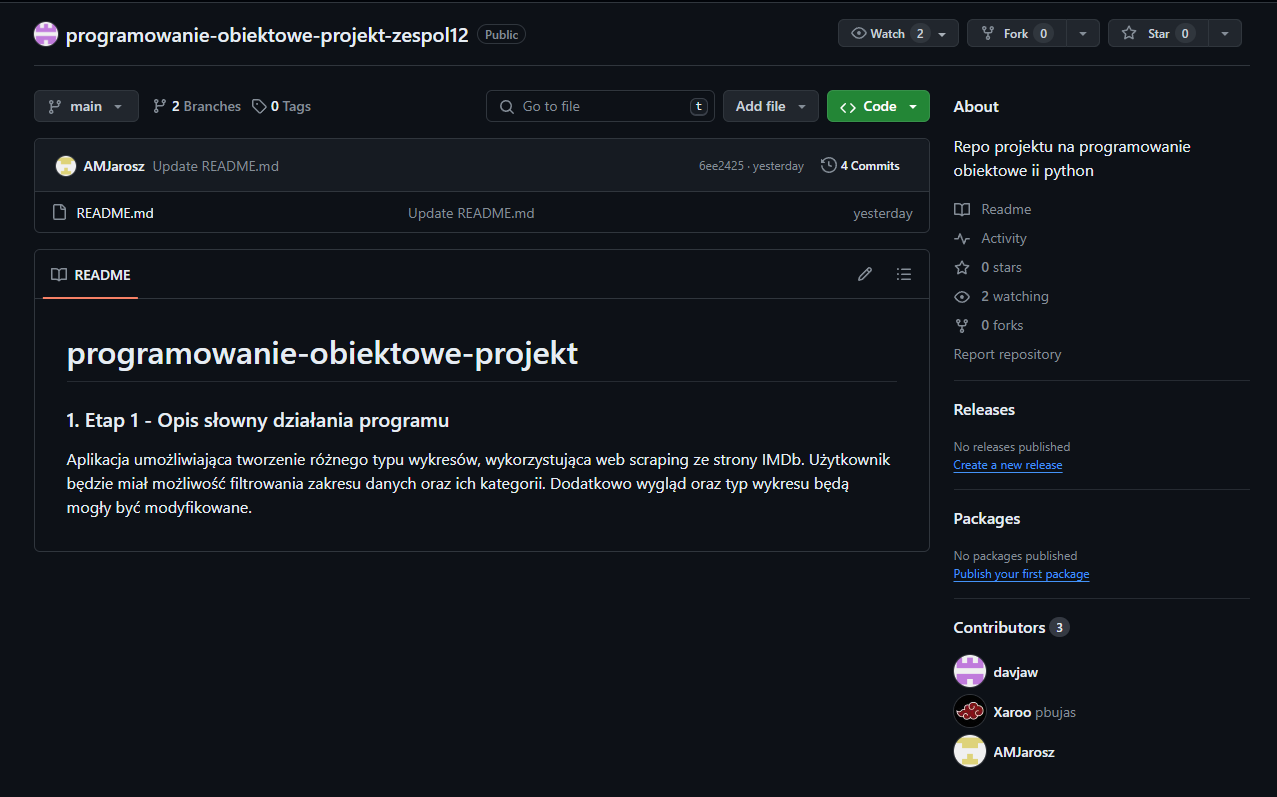 programowanie-obiektowe-projekt-zespol12 Public
Watch 2
Fork 0
Star 0
main
2 Branches
0 Tags
Go to file t
Add file
Code
AMJarosz Update README.md
6ee2425 · yesterday
4 Commits
README.md Update README.md yesterday
README
programowanie-obiektowe-projekt
1. Etap 1 - Opis słowny działania programu
Aplikacja umożliwiająca tworzenie różnego typu wykresów, wykorzystująca web scraping ze strony IMDb. Użytkownik
będzie miał możliwość filtrowania zakresu danych oraz ich kategorii. Dodatkowo wygląd oraz typ wykresu będą
mogły być modyfikowane.
About
Repo projektu na programowanie
obiektowe ii python
Readme
Activity
0 stars
2 watching
0 forks
Report repository
Releases
No releases published
Create a new release
Packages
No packages published
Publish your first package
Contributors 3
davjaw
Xaroo pbujas
AMJarosz